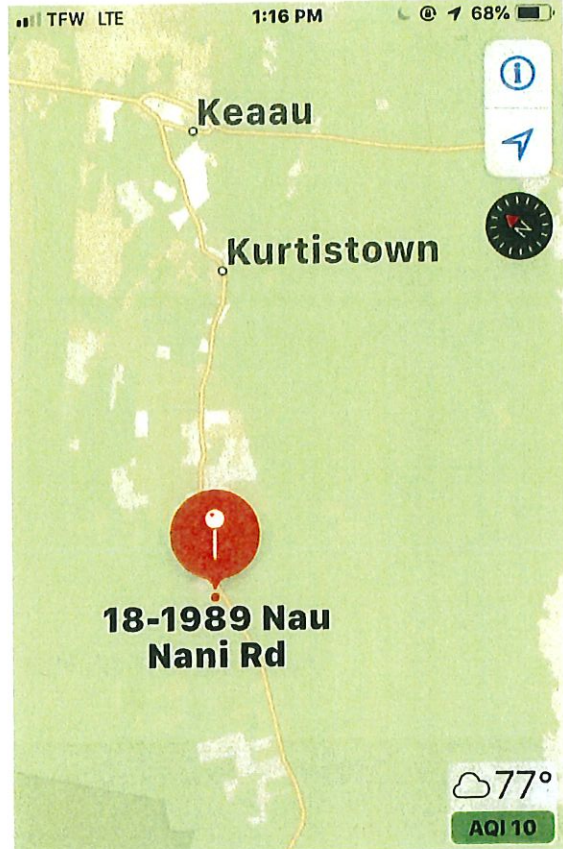 TFW LTE 1:16 PM 68%
Keaau
Kurtistown
18-1989 Nau
Nani Rd
77°
AQI 10